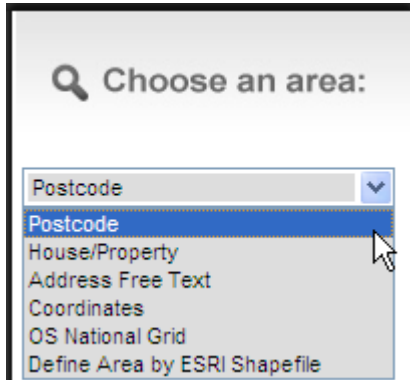 Choose an area:
Postcode
Postcode
House/Property
Address Free Text
Coordinates
OS National Grid
Define Area by ESRI Shapefile